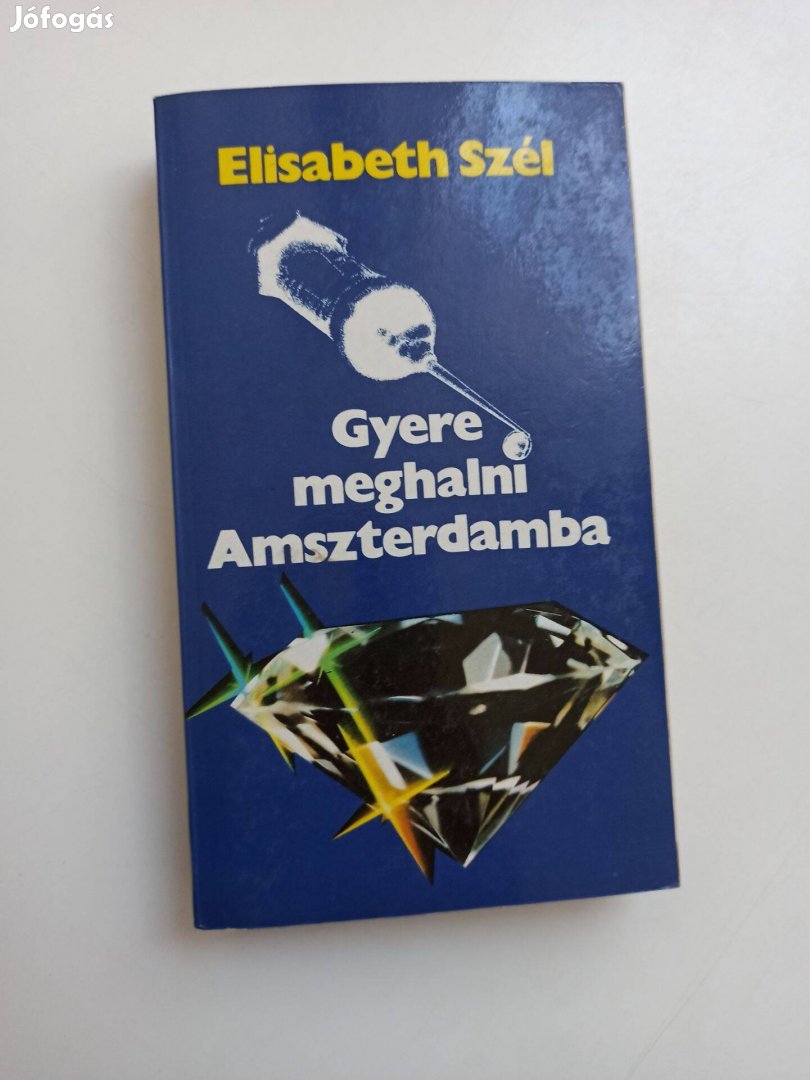 Jófogás
Elisabeth Szél
Gyere
meghalni
Amszterdamba